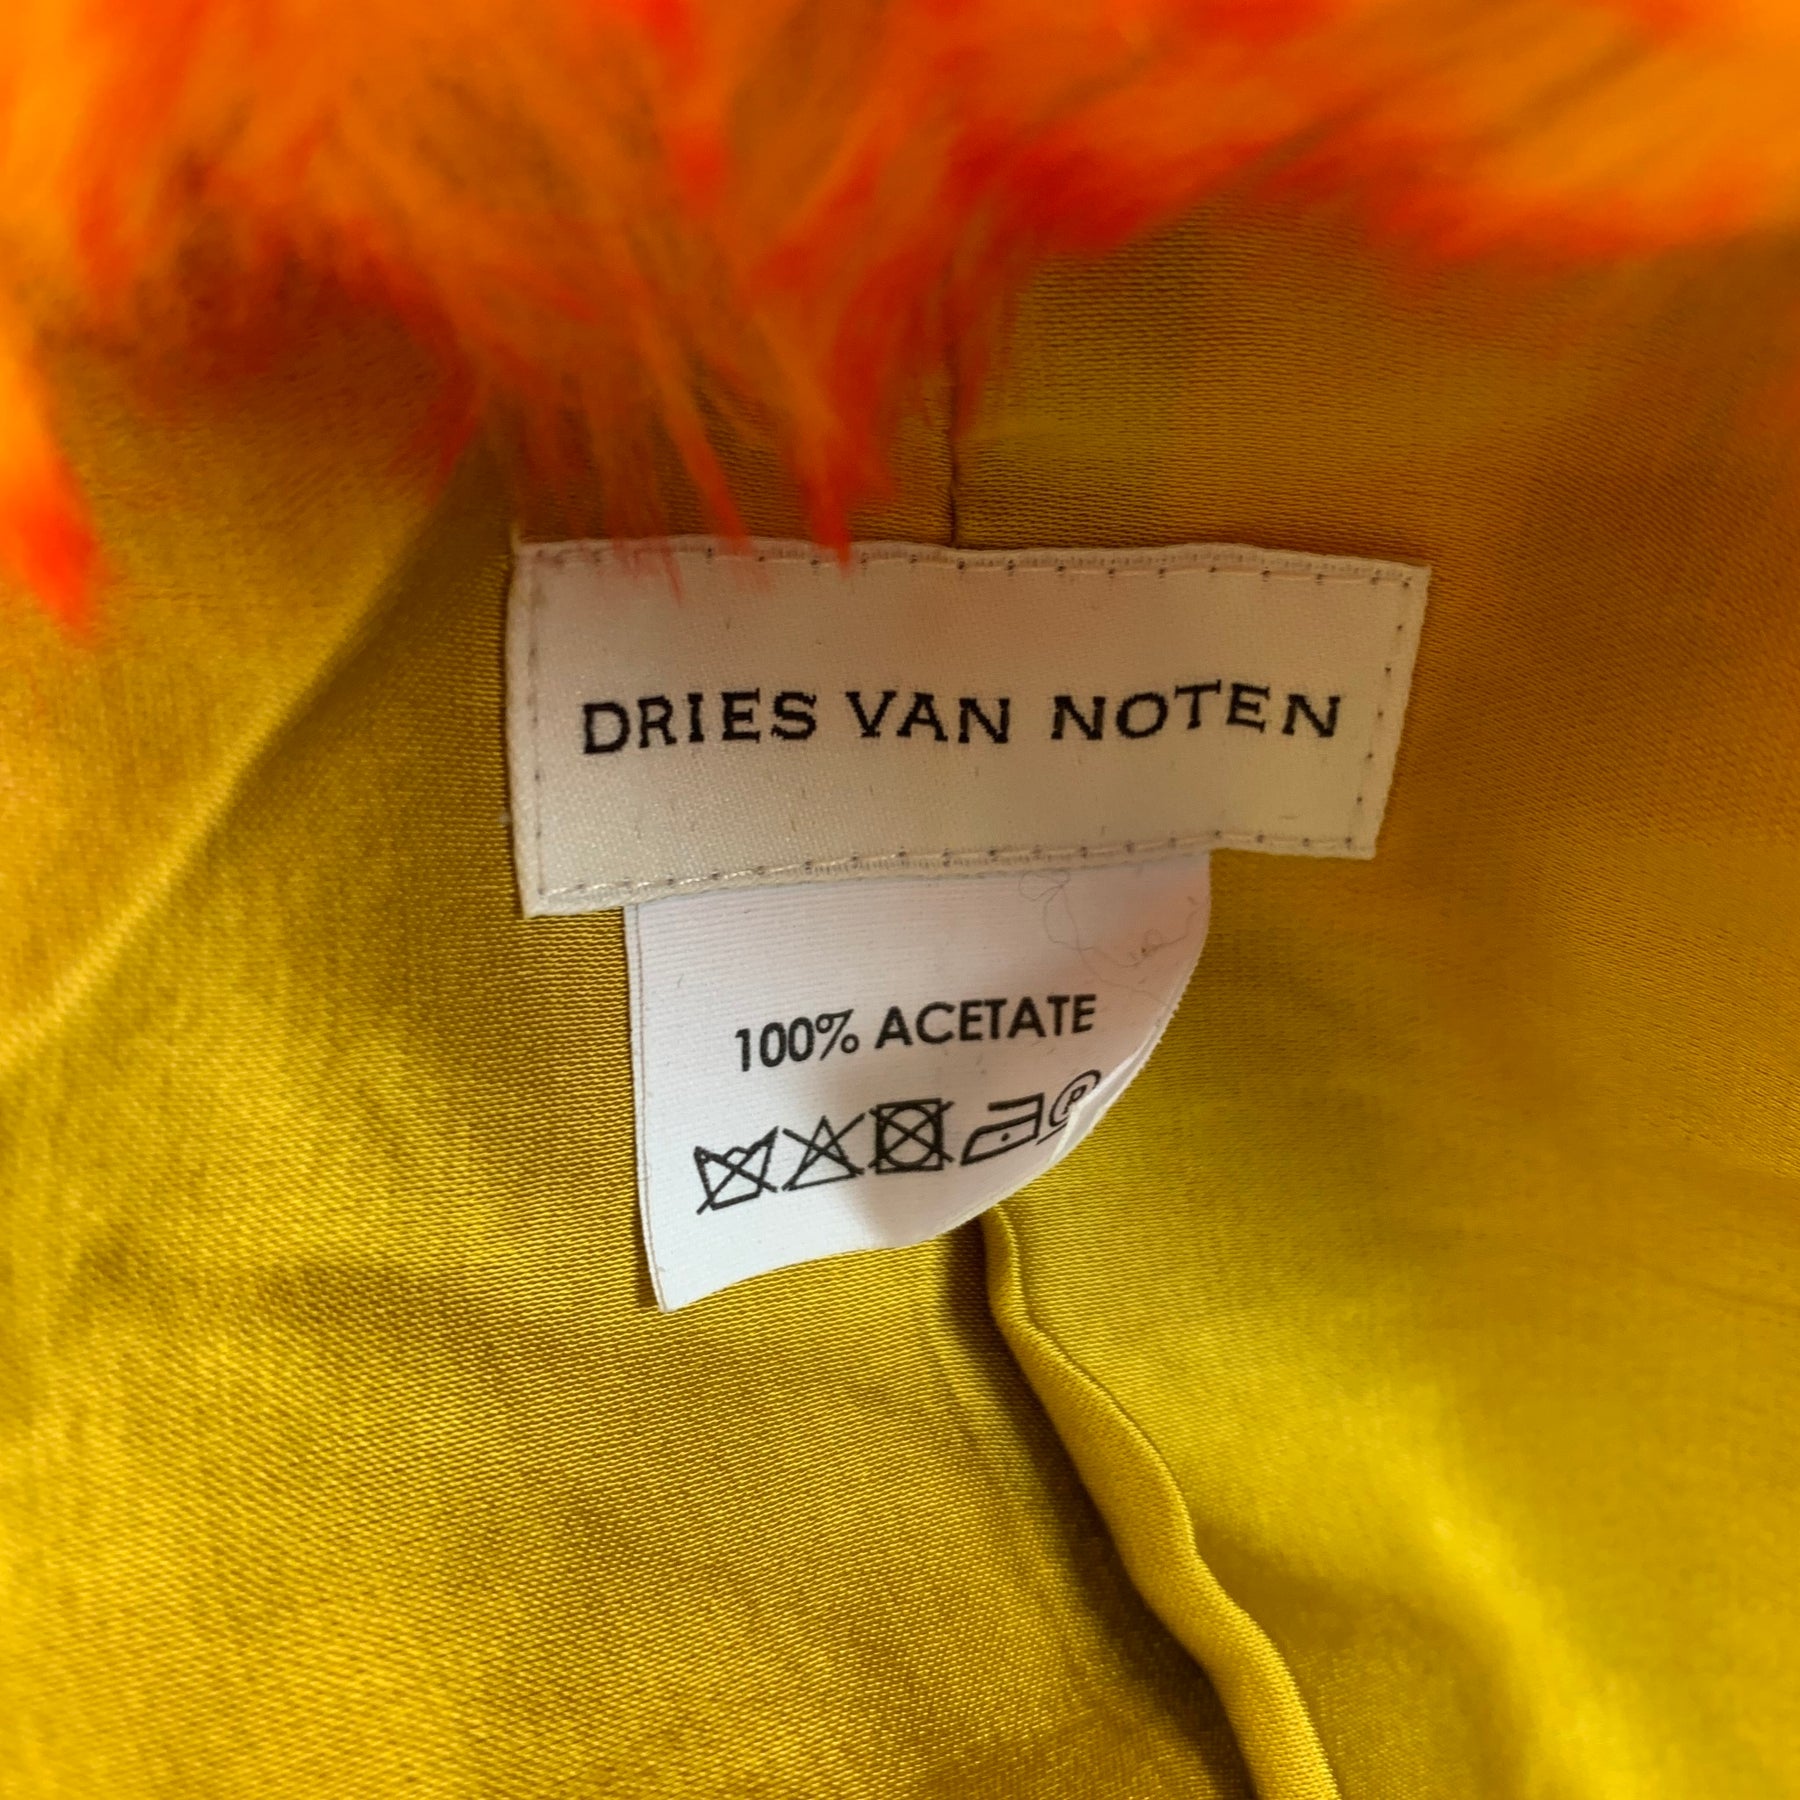 DRIES VAN NOTEN
100% ACETATE
P